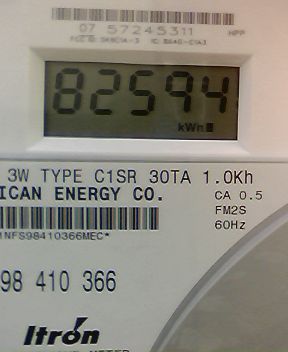 07 57245311
HPP
82594
kWh
3W TYPE C1SR 30TA 1.0Kh
ICAN ENERGY CO.
CA 0.5
FM2S
60Hz
98 410 366
Itron